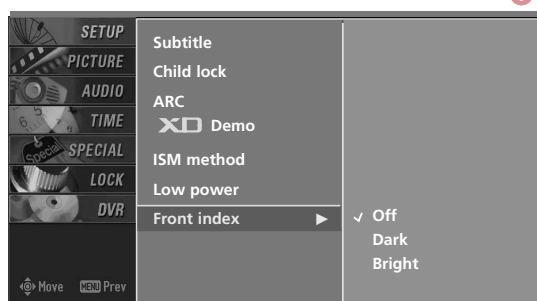 SETUP
PICTURE
AUDIO
TIME
SPECIAL
LOCK
DVR
Move MENU Prev
Subtitle
Child lock
ARC
XD Demo
ISM method
Low power
Front index ▶
✓ Off
Dark
Bright